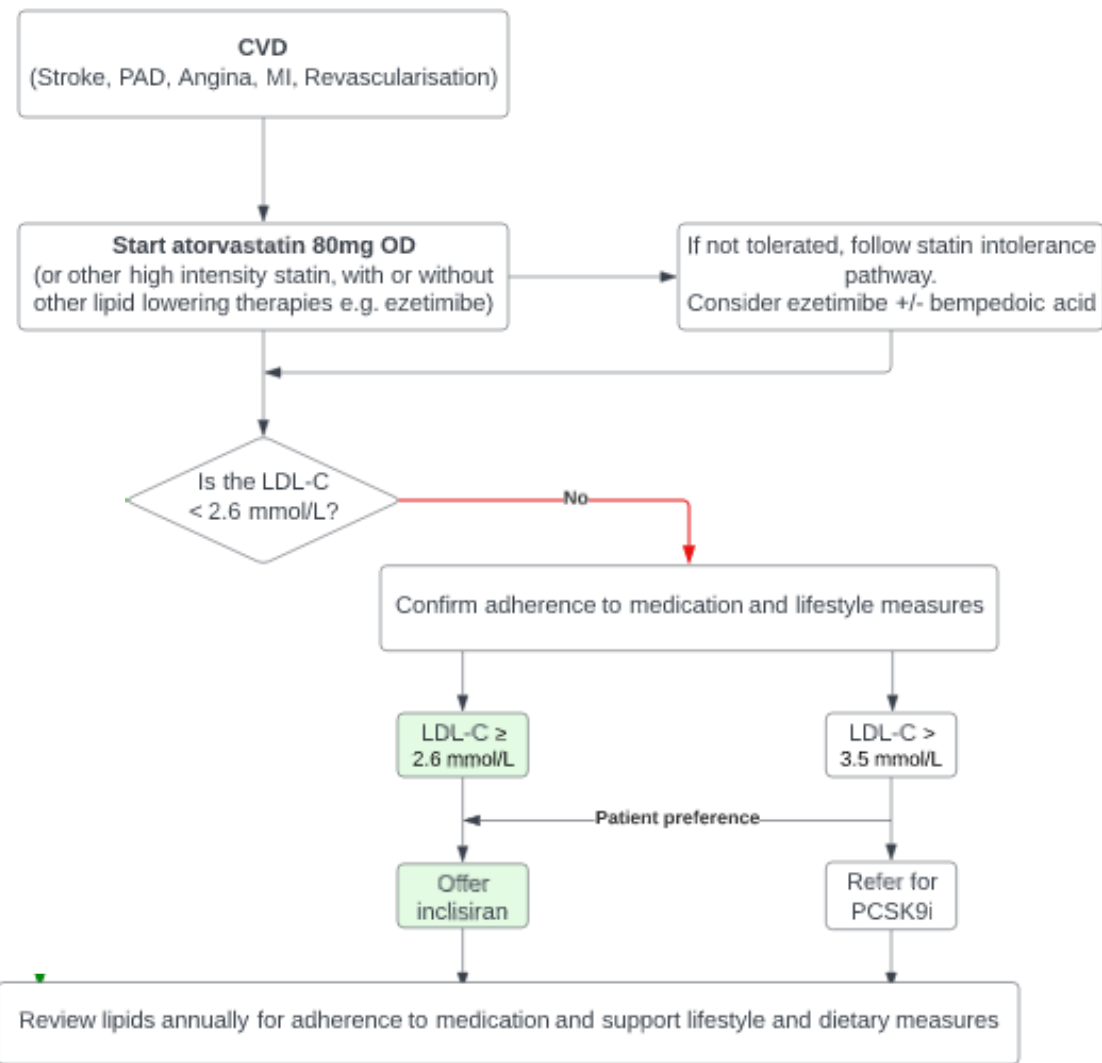 CVD
(Stroke, PAD, Angina, MI, Revascularisation)
Start atorvastatin 80mg OD
(or other high intensity statin, with or without
other lipid lowering therapies e.g. ezetimibe)
If not tolerated, follow statin intolerance
pathway.
Consider ezetimibe +/- bempedoic acid
Is the LDL-C
< 2.6 mmol/L?
No
Confirm adherence to medication and lifestyle measures
LDL-C ≥
2.6 mmol/L
LDL-C >
3.5 mmol/L
Patient preference
Offer
inclisiran
Refer for
PCSK9i
Review lipids annually for adherence to medication and support lifestyle and dietary measures